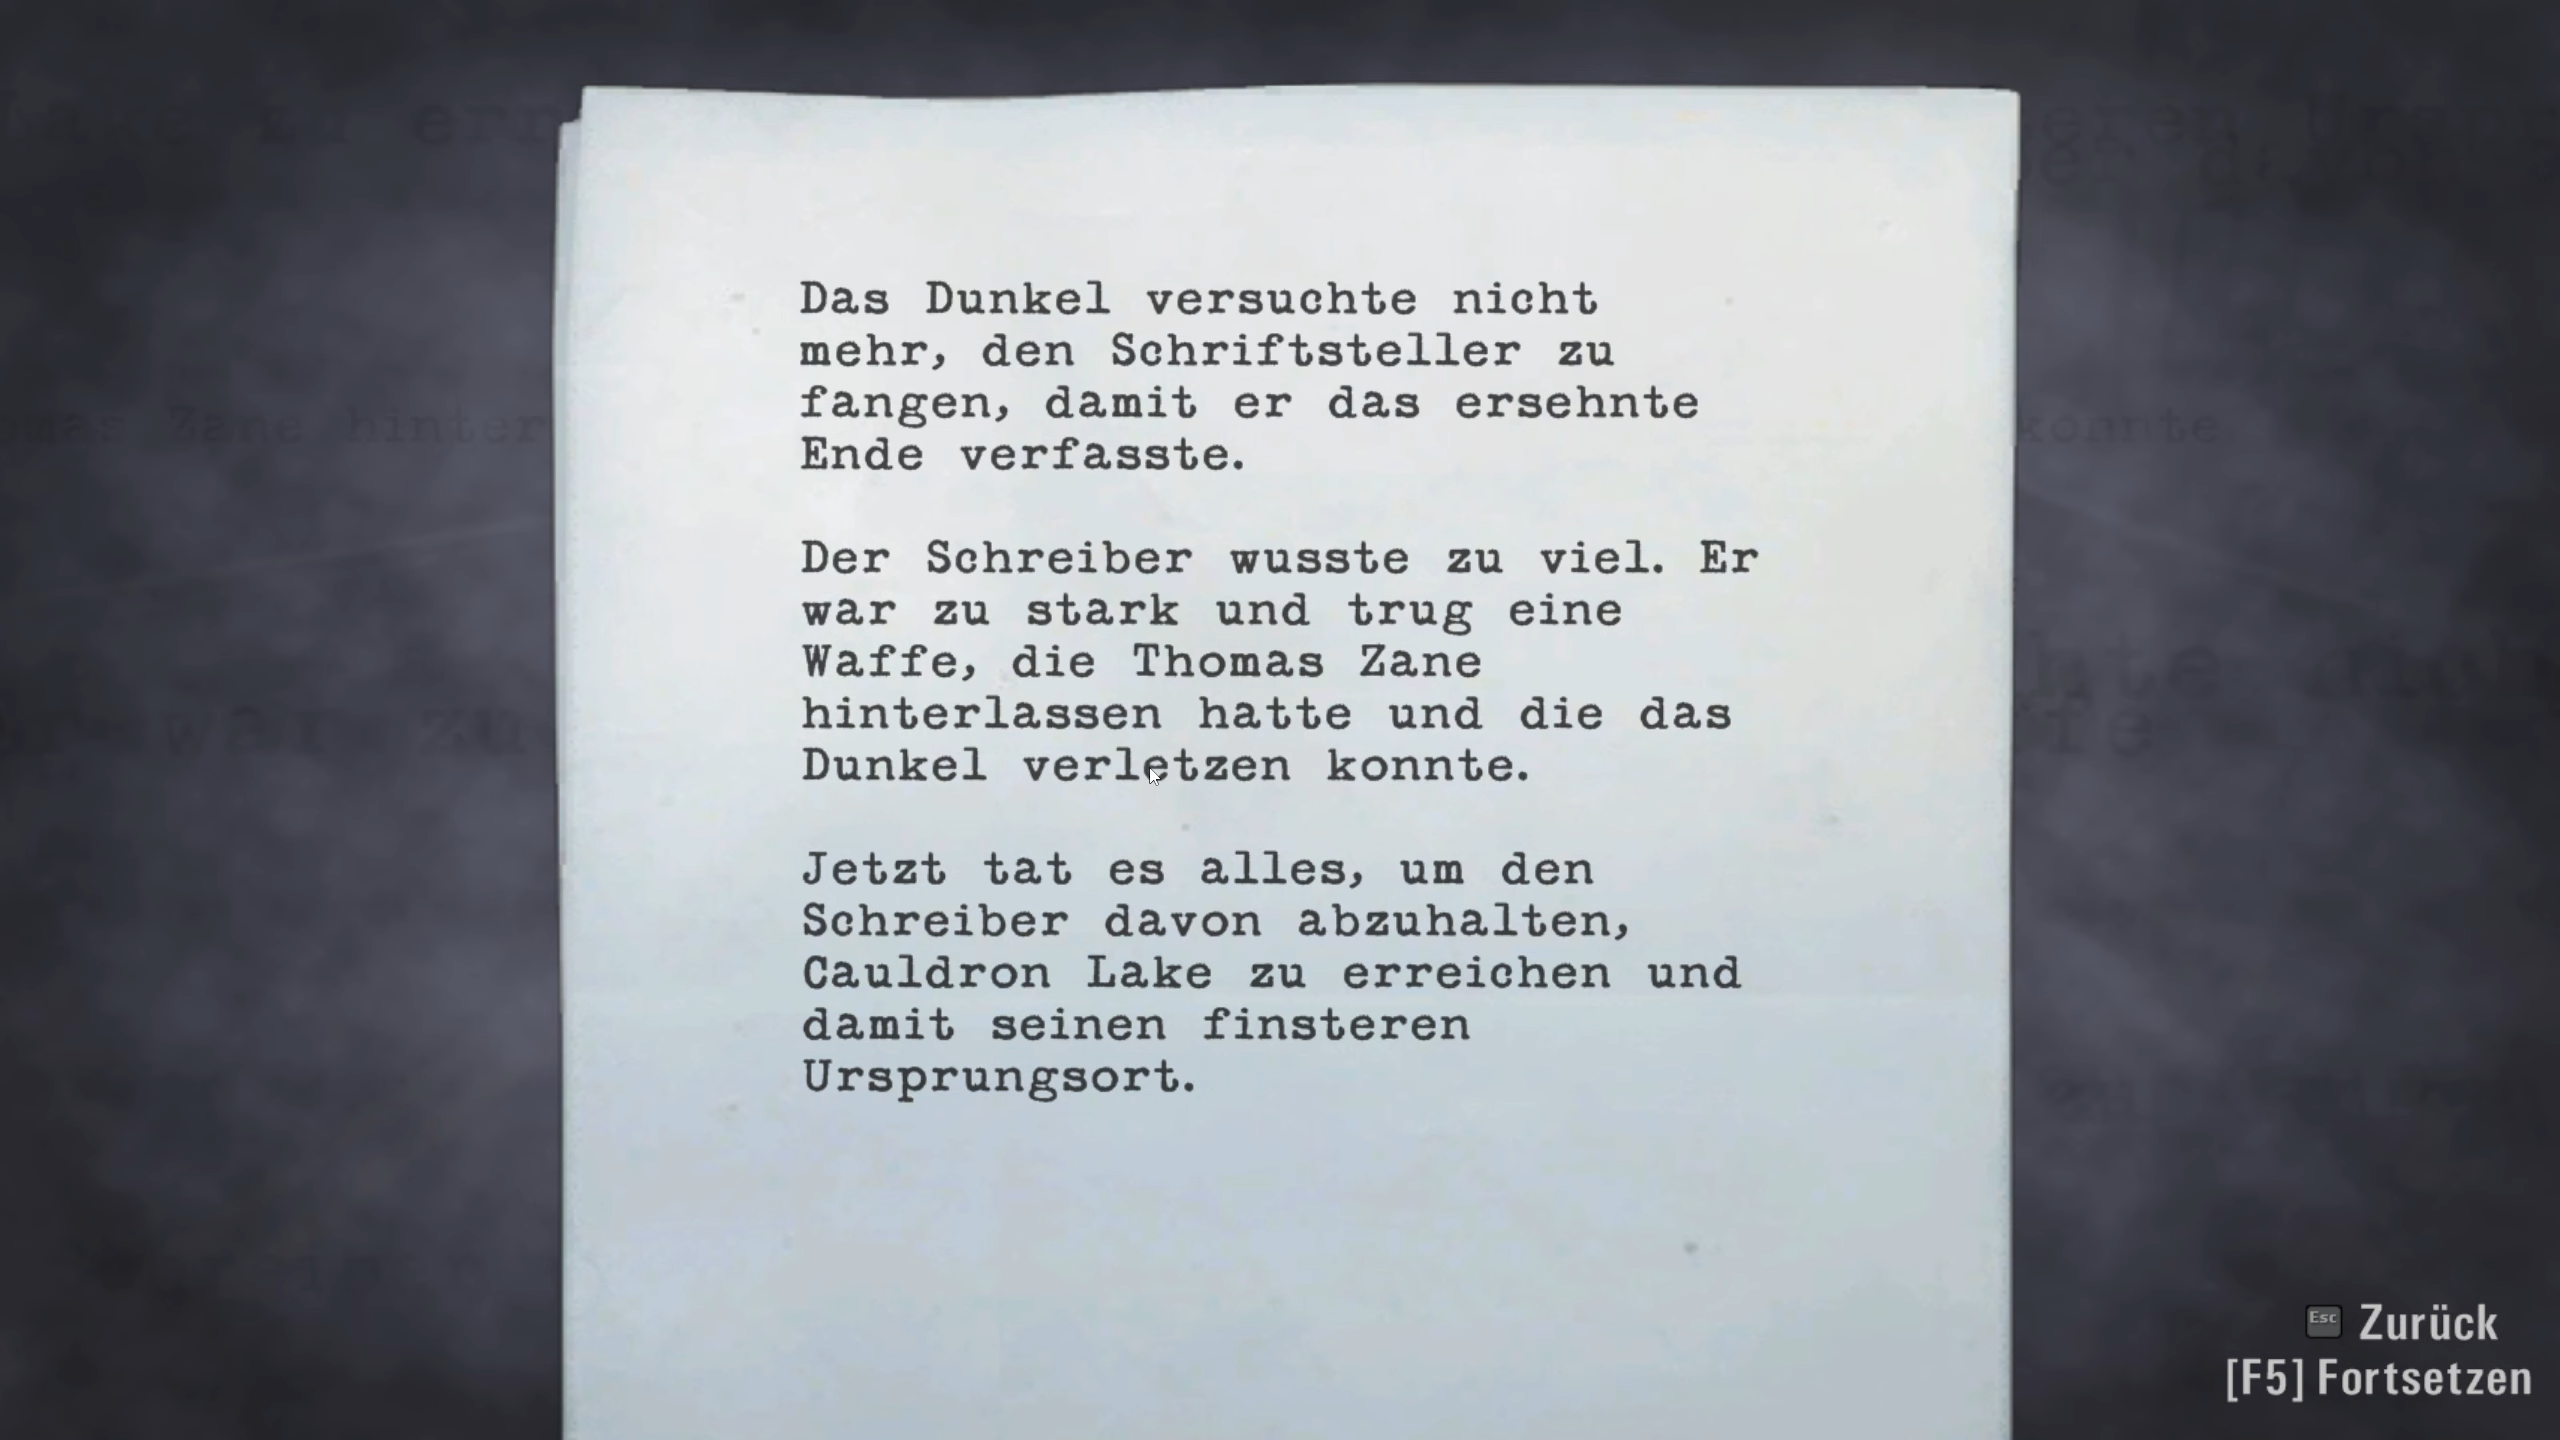 Das Dunkel versuchte nicht
mehr, den Schriftsteller zu
fangen, damit er das ersehnte
Ende verfasste.
Der Schreiber wusste zu viel. Er
war zu stark und trug eine
Waffe, die Thomas Zane
hinterlassen hatte und die das
Dunkel verletzen konnte.
Jetzt tat es alles, um den
Schreiber davon abzuhalten,
Cauldron Lake zu erreichen und
damit seinen finsteren
Ursprungsort.
Esc Zurück
[F5] Fortsetzen